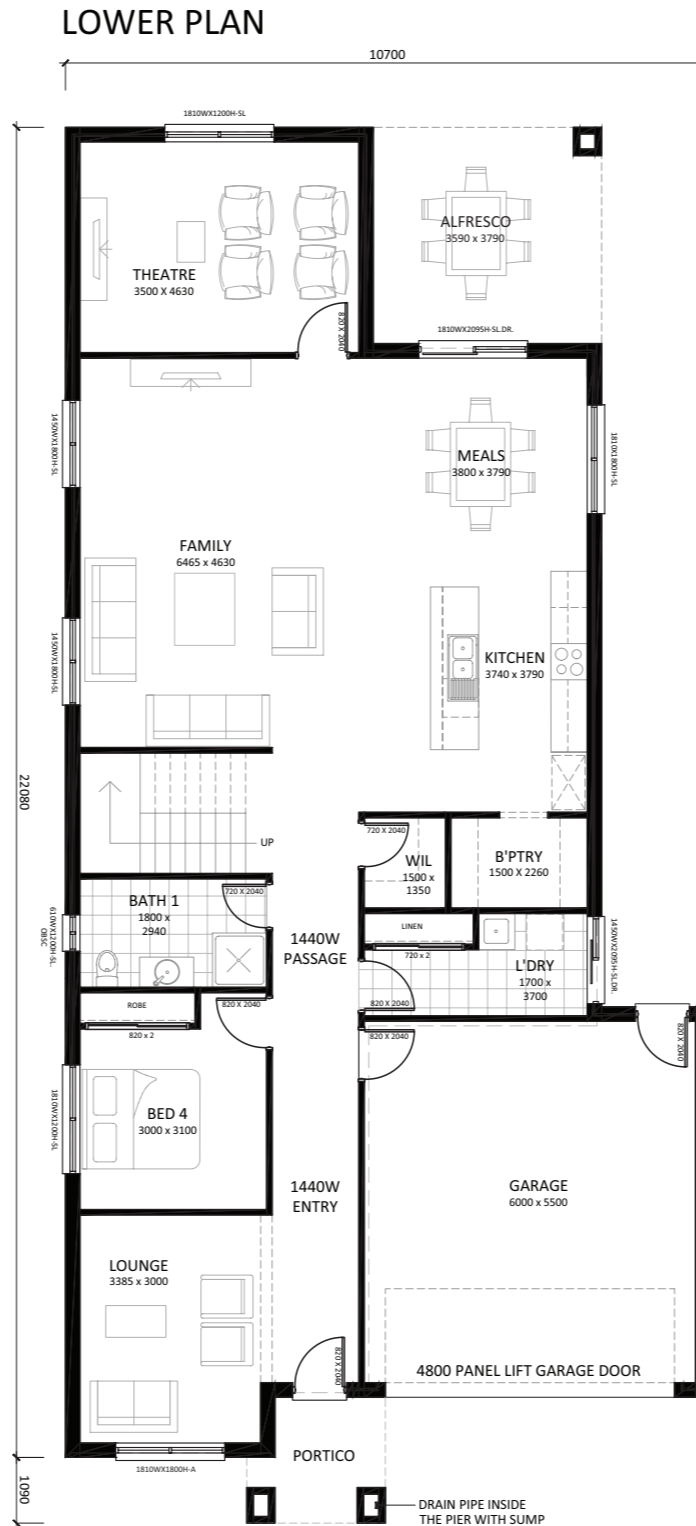 LOWER PLAN
10700
1810WX1200H-SL
THEATRE
3500 X 4630
820 X 2040
ALFRESCO
3590 x 3790
1810WX2095H-SL.DR.
1450WX1800H-SL
MEALS
3800 x 3790
1810X1800H-SL
FAMILY
6465 x 4630
1450WX1800H-SL
KITCHEN
3740 x 3790
22080
UP
720 X 2040
WIL
1500 x
1350
B'PTRY
1500 X 2260
BATH 1
1800 x
2940
720 X 2040
610WX1200H-SL.
OBSC
1440W
PASSAGE
LINEN
720 x 2
L'DRY
1700 x
3700
1450WX2095H-SL.DR.
820 X 2040
ROBE
820 x 2
820 X 2040
820 X 2040
820 X 2040
1810WX1200H-SL
BED 4
3000 x 3100
1440W
ENTRY
GARAGE
6000 x 5500
LOUNGE
3385 x 3000
820 X 2040
4800 PANEL LIFT GARAGE DOOR
1810WX1800H-A
PORTICO
1090
DRAIN PIPE INSIDE
THE PIER WITH SUMP